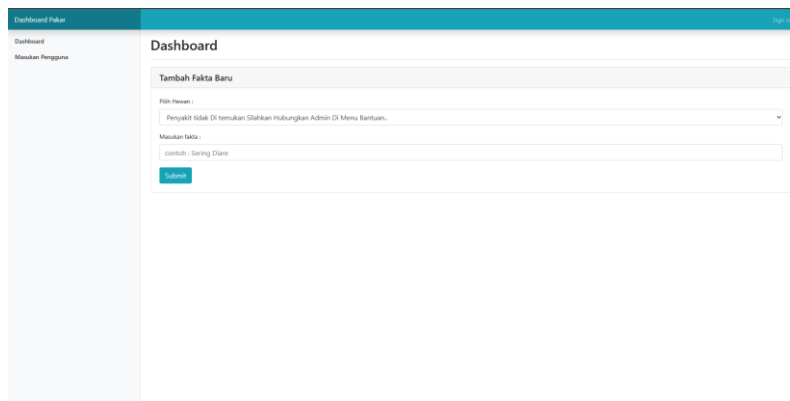 Dashboard Pakar
Sign
Dashboard
Masukan Pengguna
Dashboard
Tambah Fakta Baru
Pilih Hewan :
Penyakit tidak Di temukan Silahkan Hubungkan Admin Di Menu Bantuan..
Masukan fakta :
contoh : Sering Diare
Submit